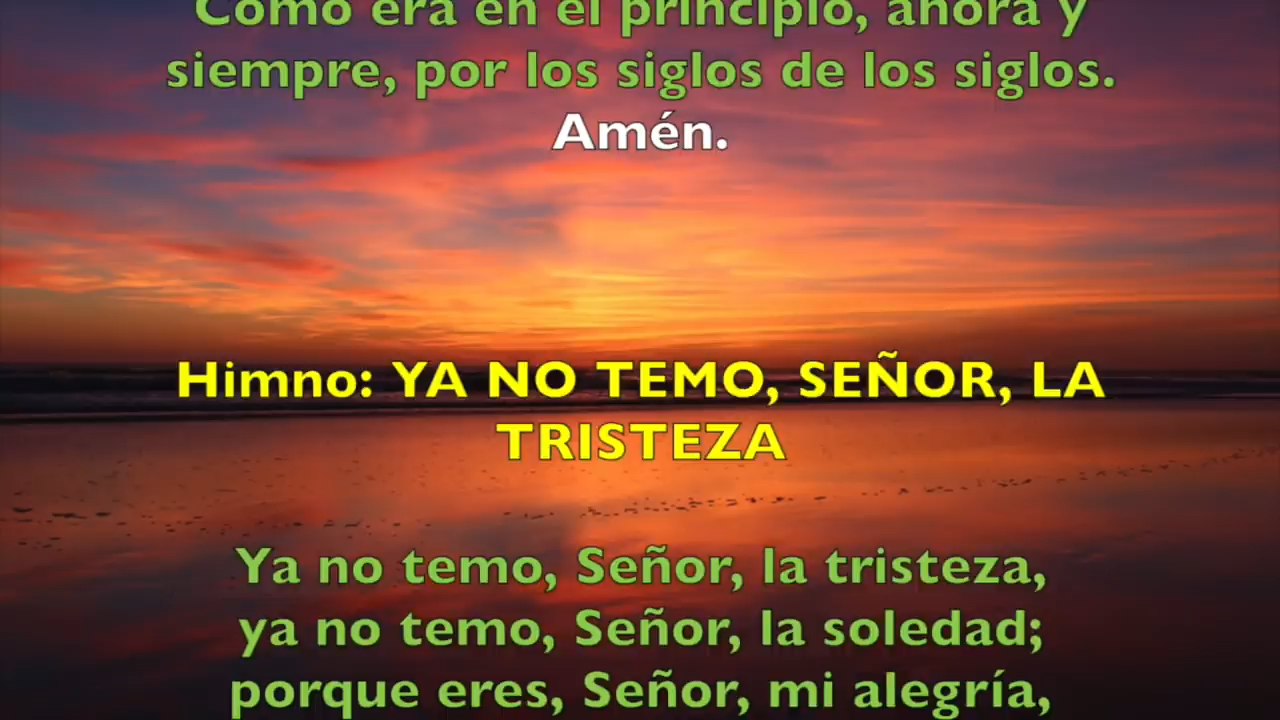 Como era en el principio, ahora y
siempre, por los siglos de los siglos.
Amén.
Himno: YA NO TEMO, SEÑOR, LA
TRISTEZA
Ya no temo, Señor, la tristeza,
ya no temo, Señor, la soledad;
porque eres, Señor, mi alegría,